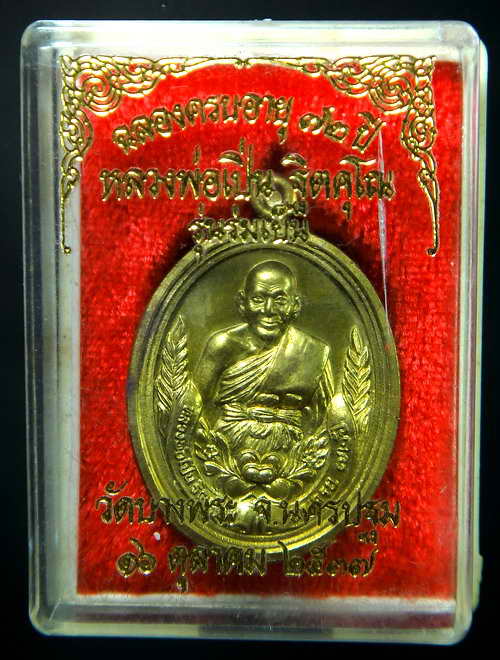 ฉลองครบอายุ ๗๒ ปี
หลวงพ่อเปิ่น ฐิตคุโณ
รุ่นร่มเย็น
วัดบางพระ จ.นครปฐม
๑๖ ตุลาคม ๒๕๓๗